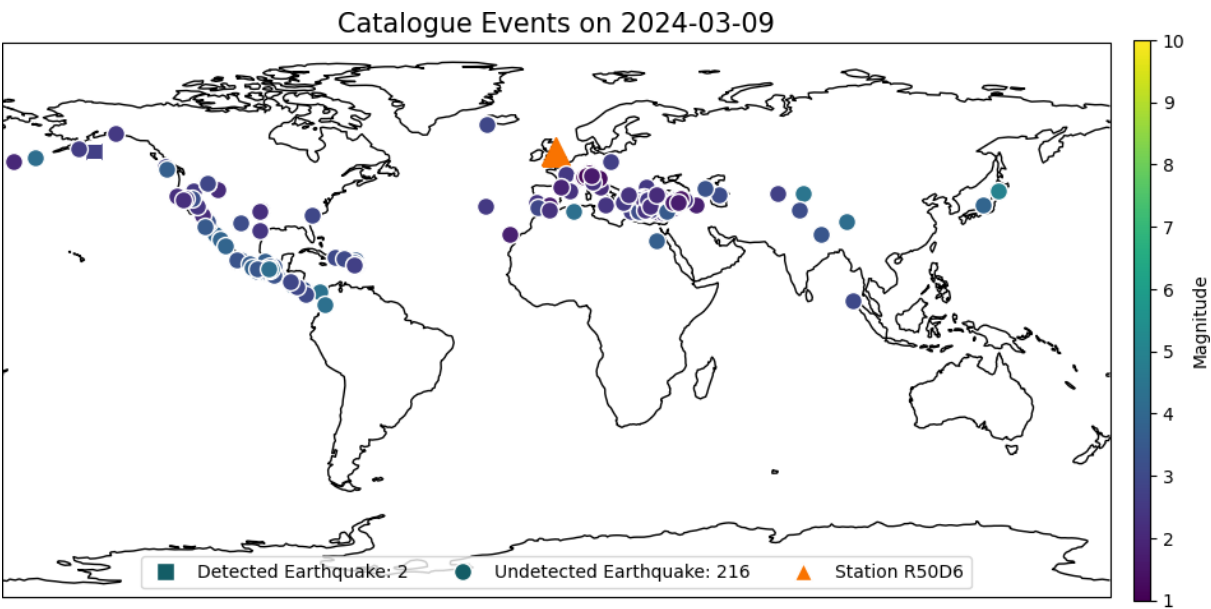 Catalogue Events on 2024-03-09
10
9
8
7
6
5
4
3
2
1
Magnitude
Detected Earthquake: 2
Undetected Earthquake: 216
Station R50D6